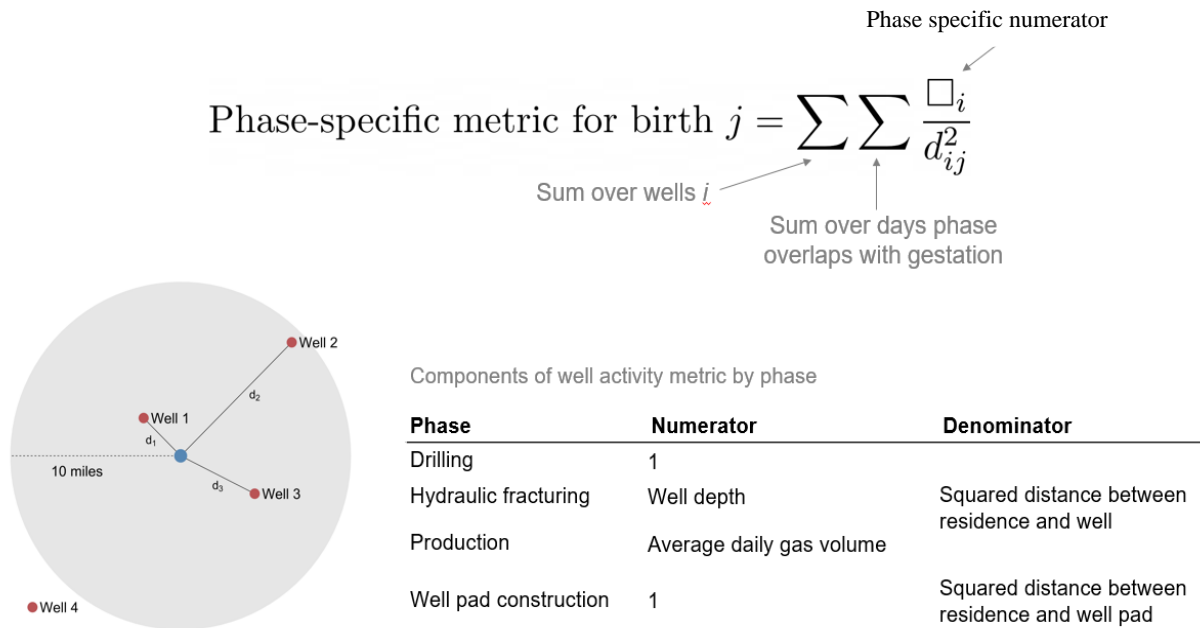 Phase specific numerator
Phase-specific metric for birth j = ∑ ∑ □i / d²ij
Sum over wells i
Sum over days phase
overlaps with gestation
Well 2
d₂
Well 1
d₁
10 miles
d₃
Well 3
Well 4
Components of well activity metric by phase
Phase Numerator Denominator
Drilling 1
Hydraulic fracturing Well depth Squared distance between
residence and well
Production Average daily gas volume
Well pad construction 1 Squared distance between
residence and well pad